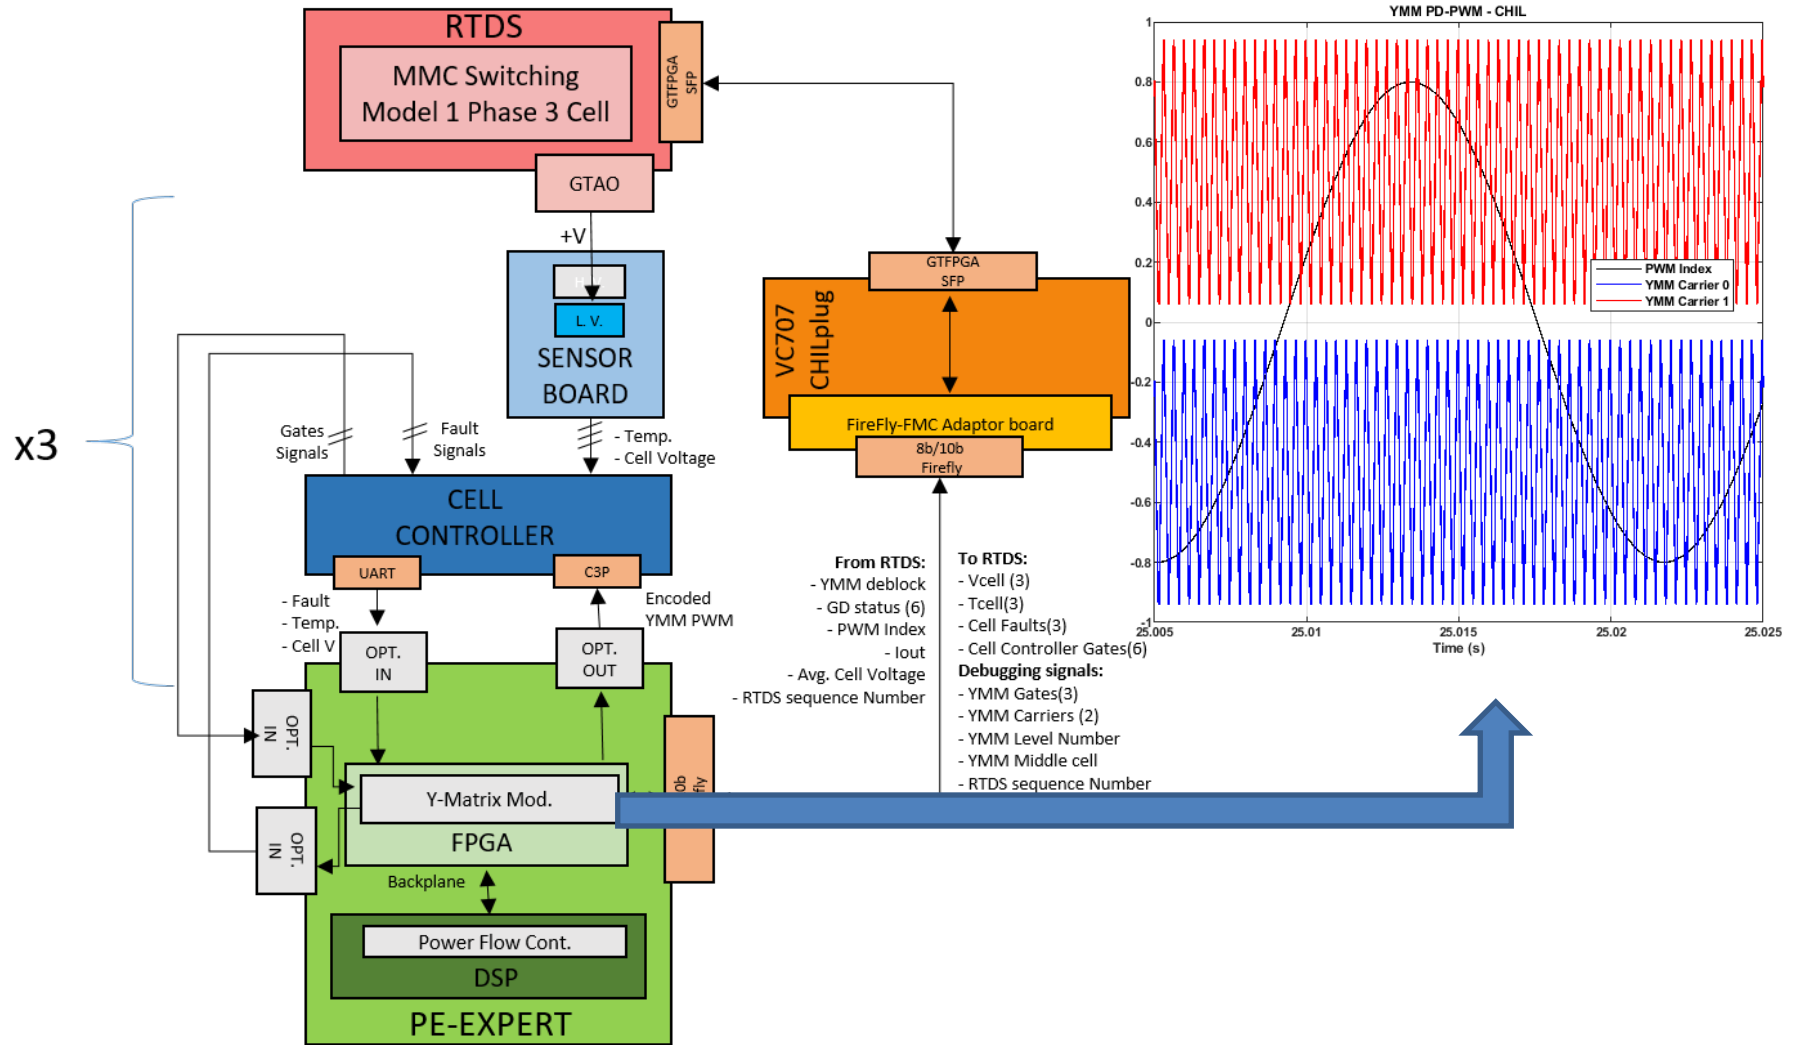 RTDS
MMC Switching
Model 1 Phase 3 Cell
GTFPGA
SFP
GTAO
+V
H.V.
L. V.
SENSOR
BOARD
x3
Gates
Signals
Fault
Signals
- Temp.
- Cell Voltage
CELL
CONTROLLER
UART
C3P
- Fault
- Temp.
- Cell V
Encoded
YMM PWM
OPT.
IN
OPT.
OUT
OPT.
IN
OPT.
IN
Y-Matrix Mod.
FPGA
Backplane
Power Flow Cont.
DSP
PE-EXPERT
GTFPGA
SFP
VC707
CHILplug
FireFly-FMC Adaptor board
8b/10b
Firefly
From RTDS:
- YMM deblock
- GD status (6)
- PWM Index
- Iout
- Avg. Cell Voltage
- RTDS sequence Number
To RTDS:
- Vcell (3)
- Tcell(3)
- Cell Faults(3)
- Cell Controller Gates(6)
Debugging signals:
- YMM Gates(3)
- YMM Carriers (2)
- YMM Level Number
- YMM Middle cell
- RTDS sequence Number
YMM PD-PWM - CHIL
1
0.8
0.6
0.4
0.2
0
-0.2
-0.4
-0.6
-0.8
-1
PWM Index
YMM Carrier 0
YMM Carrier 1
25.005
25.01
25.015
25.02
25.025
Time (s)